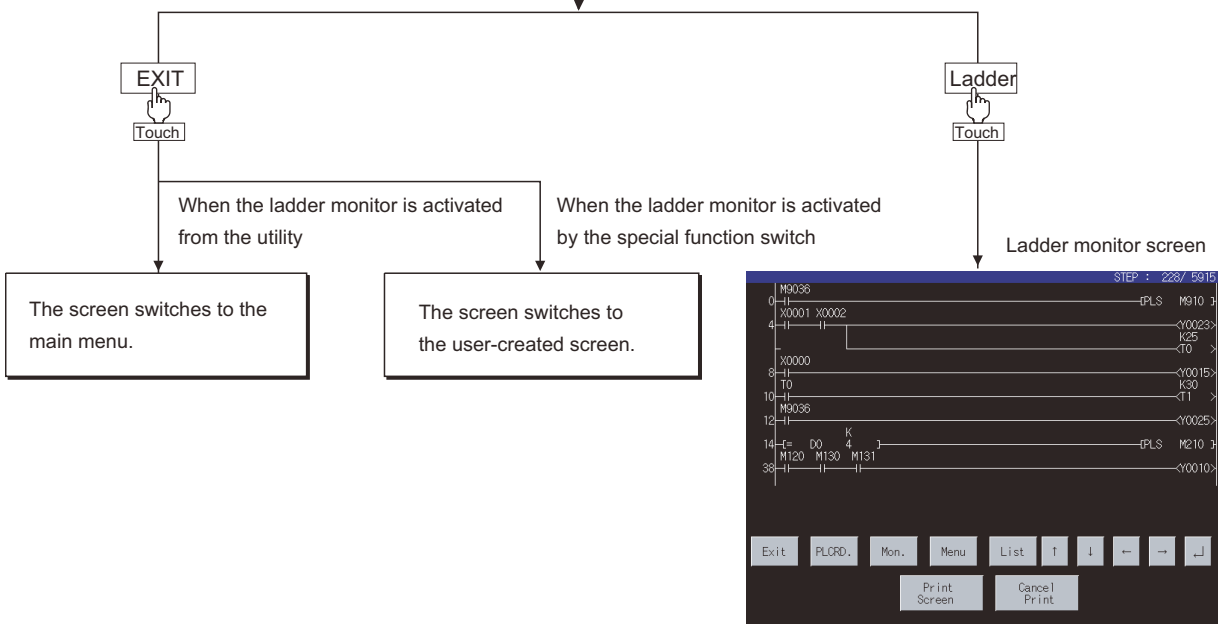 EXIT
Touch
Ladder
Touch
When the ladder monitor is activated
from the utility
When the ladder monitor is activated
by the special function switch
Ladder monitor screen
The screen switches to the
main menu.
The screen switches to
the user-created screen.
STEP : 228/ 5915
M9036
0 [PLS M910 ]
X0001 X0002
4 <Y0023>
K25
<T0 >
X0000
8 <Y0015>
T0 K30
10 <T1 >
M9036
12 <Y0025>
K
14 [= D0 4 ] [PLS M210 ]
M120 M130 M131
38 <Y0010>
Exit PLCRD. Mon. Menu List ↑ ↓ ← → ↵
Print
Screen
Cancel
Print